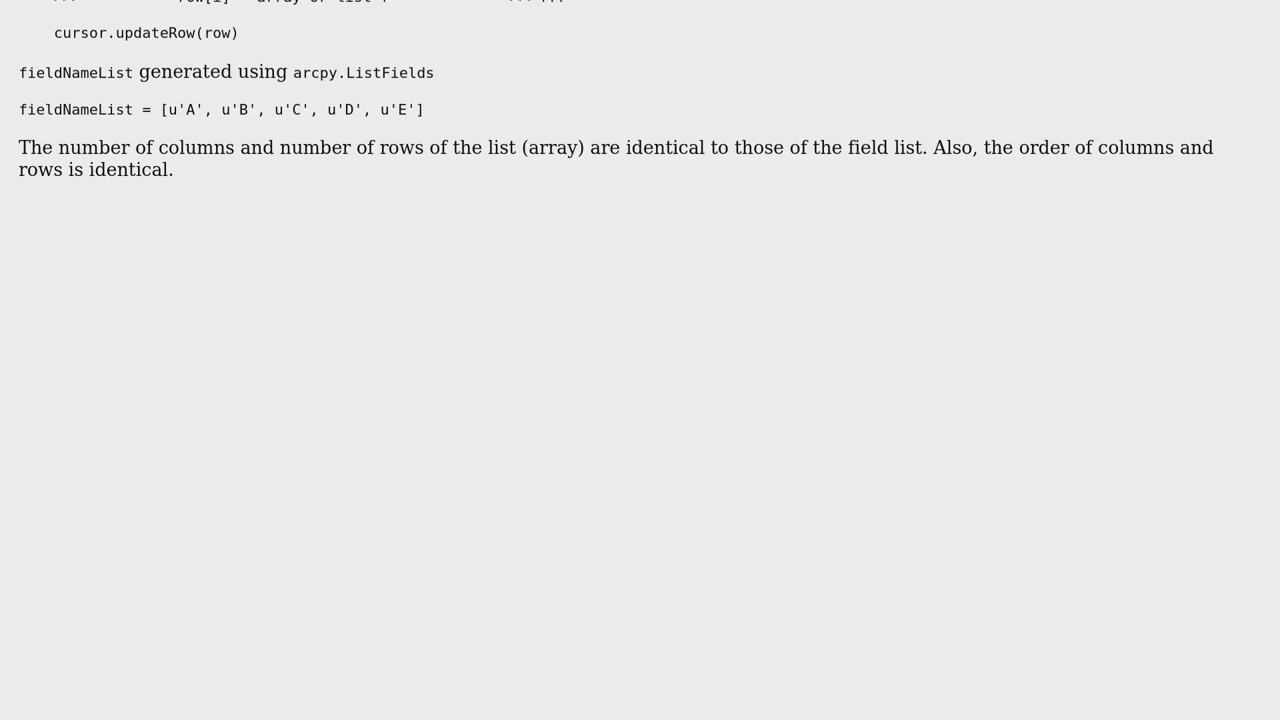 cursor.updateRow(row)
fieldNameList generated using arcpy.ListFields
fieldNameList = [u'A', u'B', u'C', u'D', u'E']
The number of columns and number of rows of the list (array) are identical to those of the field list. Also, the order of columns and
rows is identical.